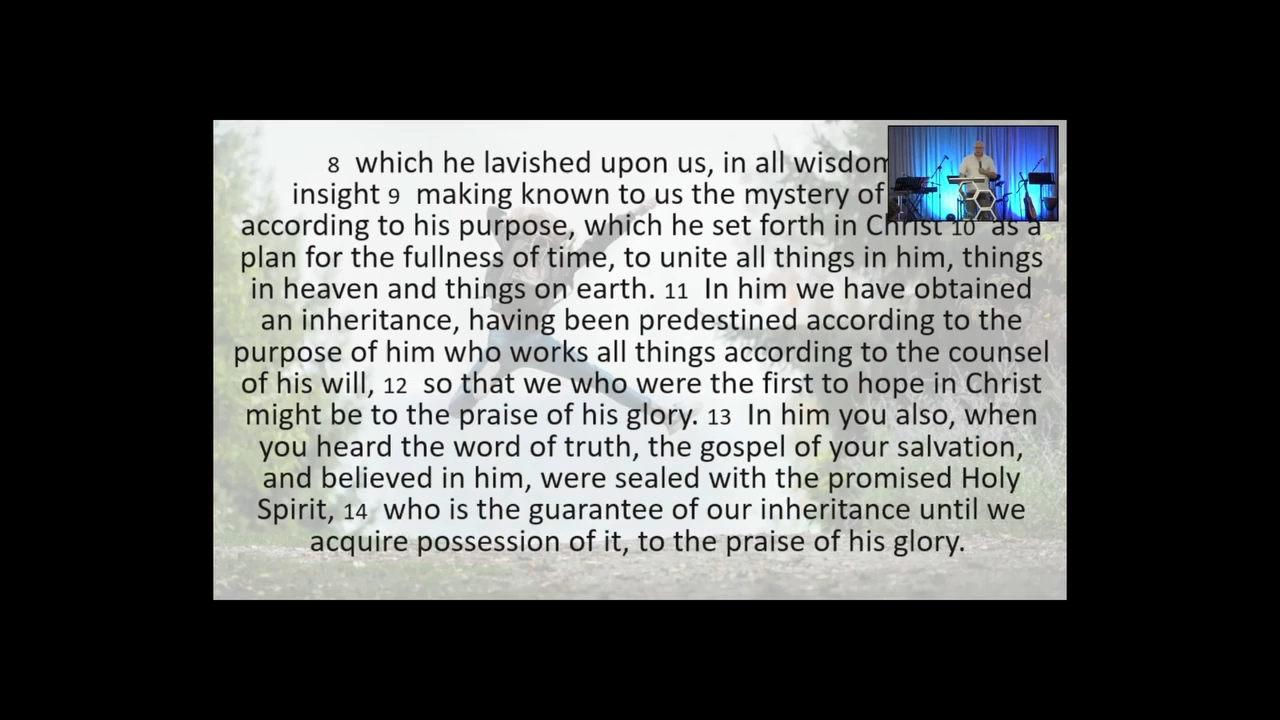 8 which he lavished upon us, in all wisdom
insight 9 making known to us the mystery of
according to his purpose, which he set forth in Christ 10 as a
plan for the fullness of time, to unite all things in him, things
in heaven and things on earth. 11 In him we have obtained
an inheritance, having been predestined according to the
purpose of him who works all things according to the counsel
of his will, 12 so that we who were the first to hope in Christ
might be to the praise of his glory. 13 In him you also, when
you heard the word of truth, the gospel of your salvation,
and believed in him, were sealed with the promised Holy
Spirit, 14 who is the guarantee of our inheritance until we
acquire possession of it, to the praise of his glory.